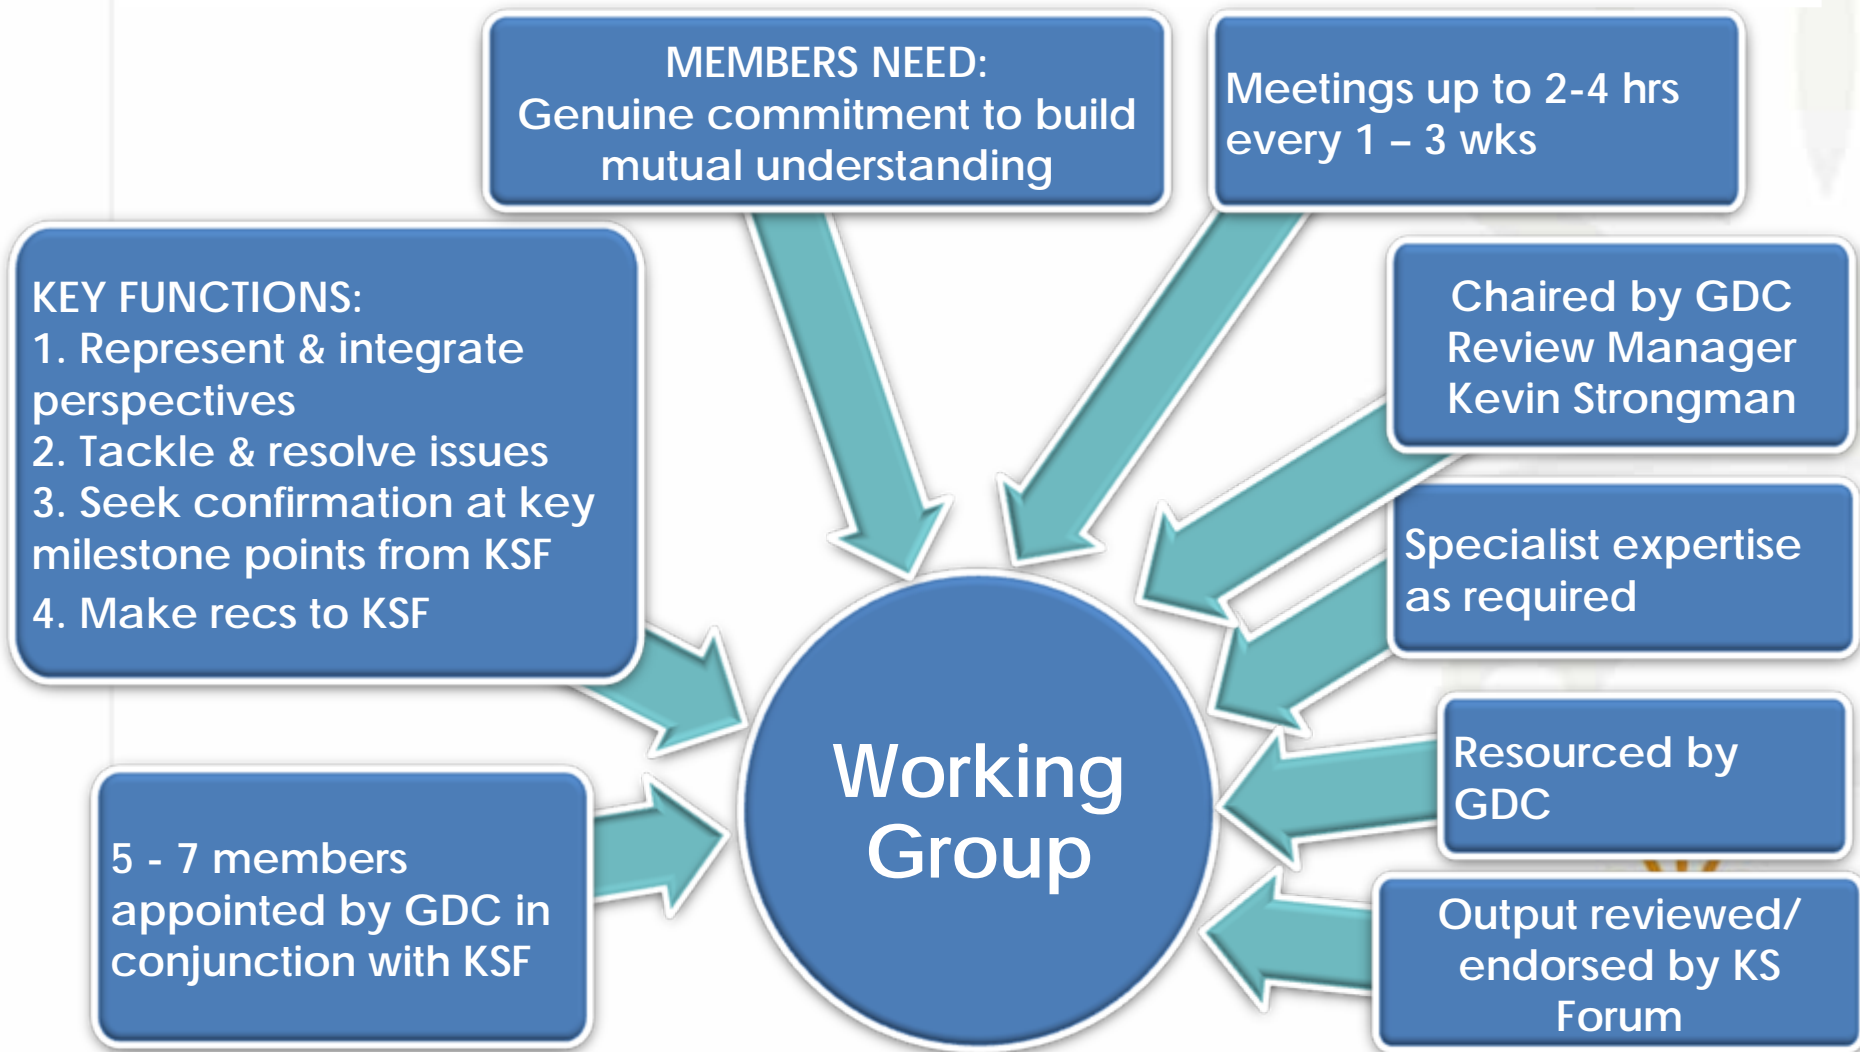 MEMBERS NEED:
Genuine commitment to build
mutual understanding
Meetings up to 2-4 hrs
every 1 – 3 wks
KEY FUNCTIONS:
1. Represent & integrate
perspectives
2. Tackle & resolve issues
3. Seek confirmation at key
milestone points from KSF
4. Make recs to KSF
Chaired by GDC
Review Manager
Kevin Strongman
Specialist expertise
as required
Resourced by
GDC
Working
Group
5 - 7 members
appointed by GDC in
conjunction with KSF
Output reviewed/
endorsed by KS
Forum